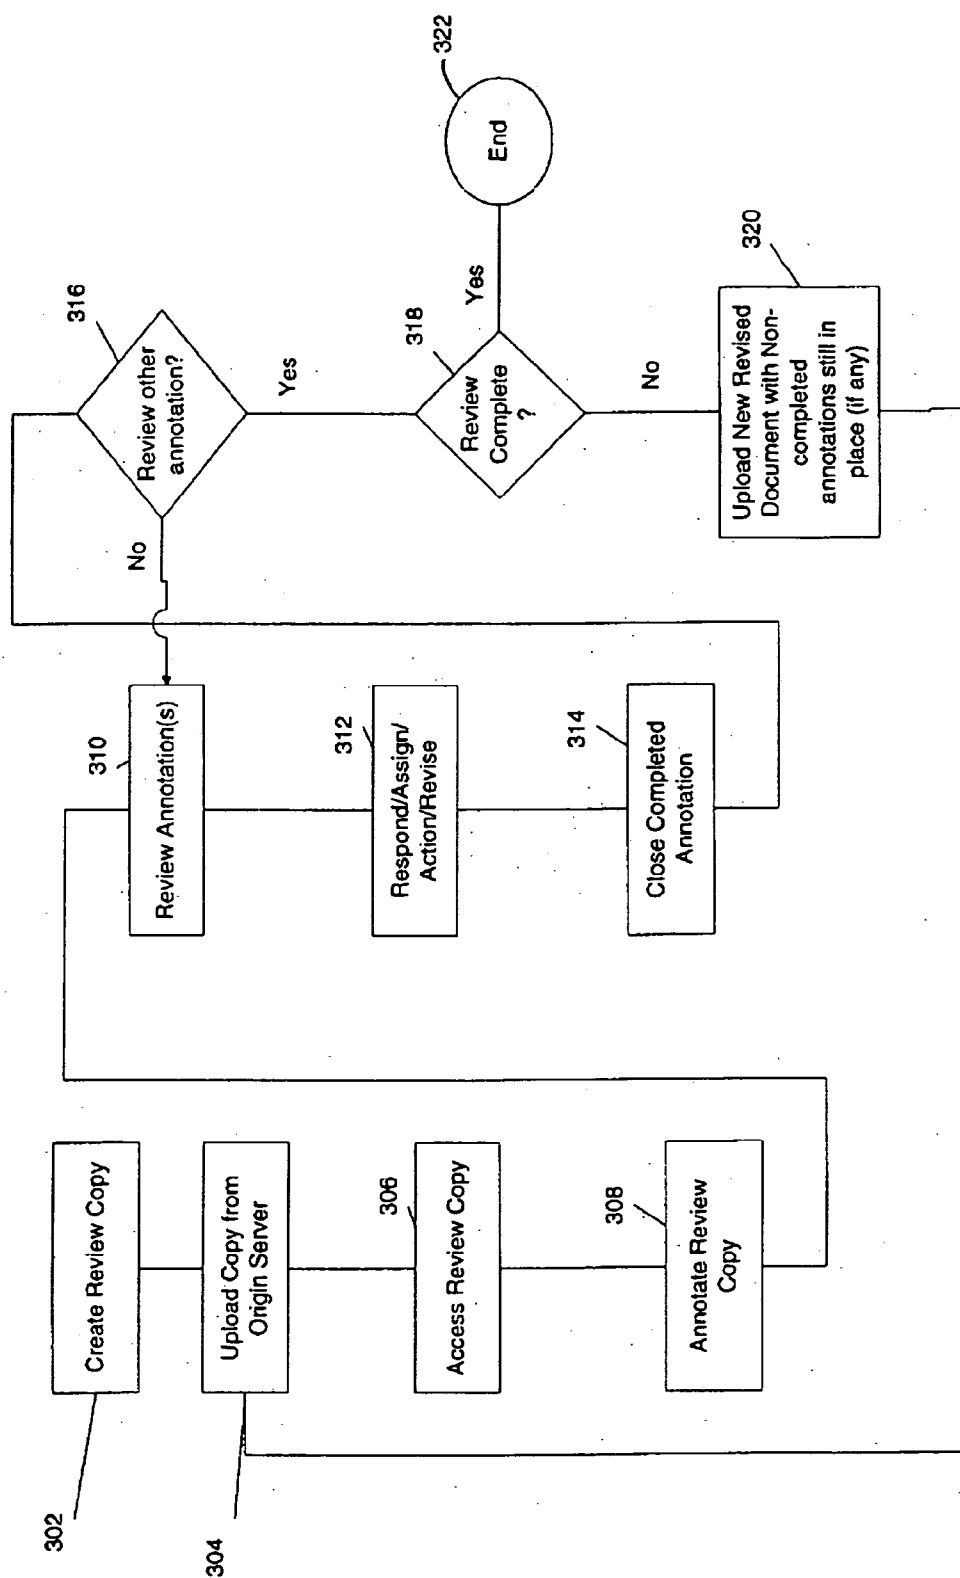 302
Create Review Copy
304
Upload Copy from
Origin Server
306
Access Review Copy
308
Annotate Review
Copy
310
Review Annotation(s)
312
Respond/Assign/
Action/Revise
314
Close Completed
Annotation
316
Review other
annotation?
No
Yes
318
Review
Complete
?
Yes
No
322
End
320
Upload New Revised
Document with Non-
completed
annotations still in
place (if any)